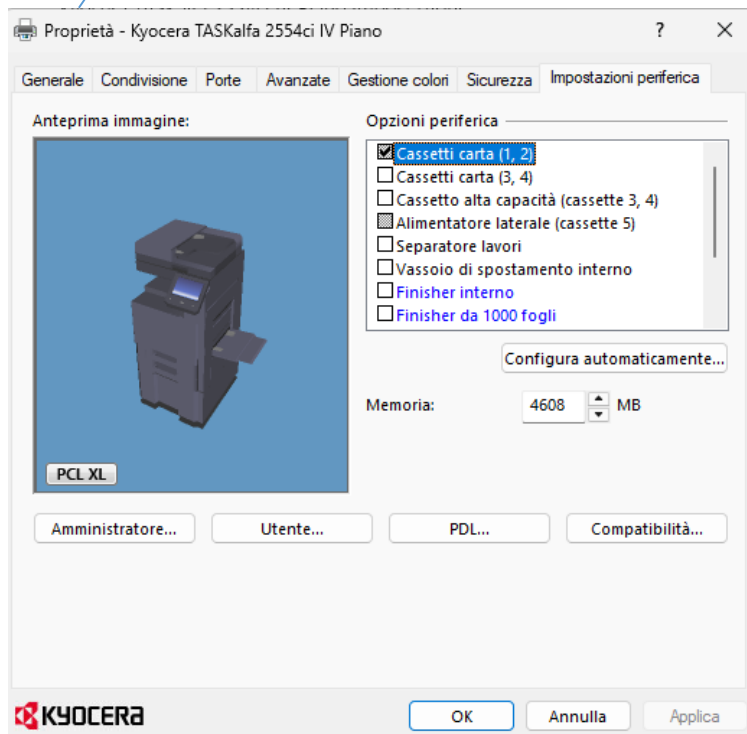 Proprietà - Kyocera TASKalfa 2554ci IV Piano ? ✕
Generale Condivisione Porte Avanzate Gestione colori Sicurezza Impostazioni periferica
Anteprima immagine:
PCL XL
Opzioni periferica
Cassetti carta (1, 2)
Cassetti carta (3, 4)
Cassetto alta capacità (cassette 3, 4)
Alimentatore laterale (cassette 5)
Separatore lavori
Vassoio di spostamento interno
Finisher interno
Finisher da 1000 fogli
Configura automaticamente...
Memoria: 4608 MB
Amministratore... Utente... PDL... Compatibilità...
KYOCERA OK Annulla Applica